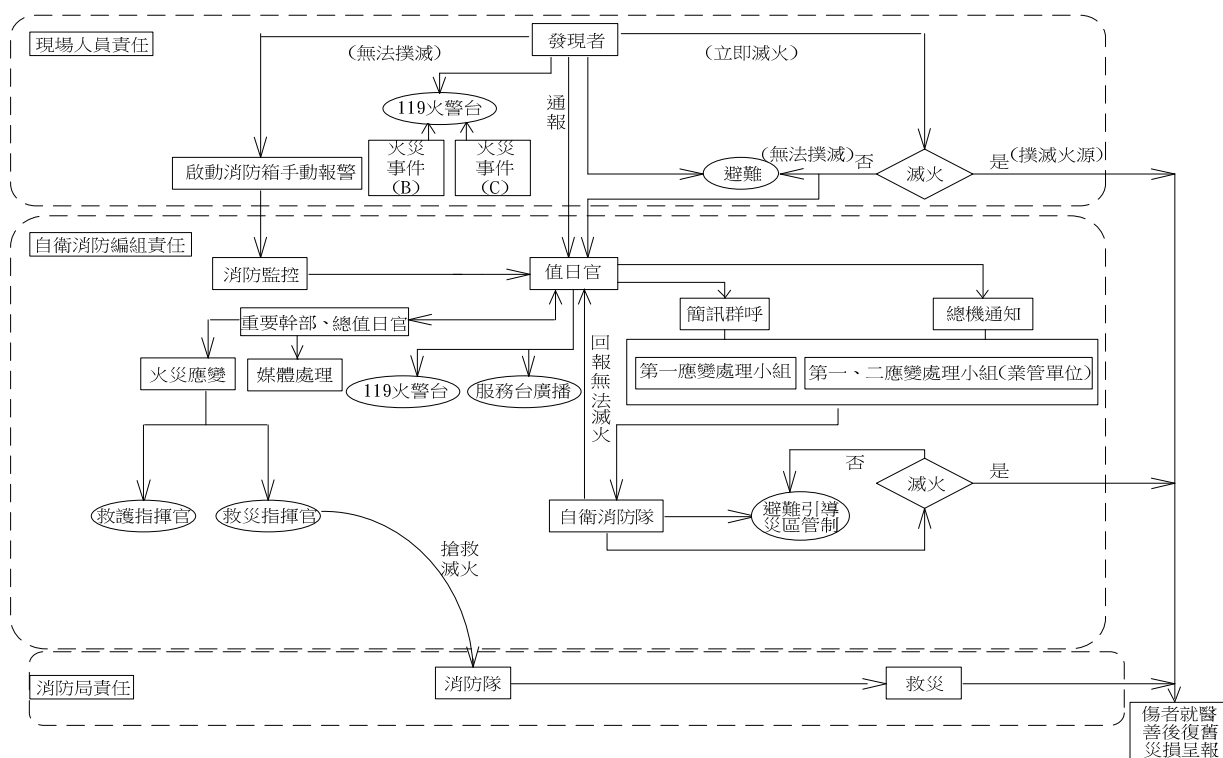 現場人員責任
發現者
(無法撲滅)
(立即滅火)
119火警台
通
報
火災
事件
(B)
火災
事件
(C)
啟動消防箱手動報警
避難
(無法撲滅)
否
滅火
是(撲滅火源)
自衛消防編組責任
消防監控
值日官
簡訊群呼
總機通知
重要幹部、總值日官
火災應變
媒體處理
119火警台
服務台廣播
回
報
無
法
滅
火
第一應變處理小組
第一、二應變處理小組(業管單位)
否
滅火
是
救護指揮官
救災指揮官
自衛消防隊
避難引導
災區管制
搶救
滅火
消防局責任
消防隊
救災
傷者就醫
善後復舊
災損呈報